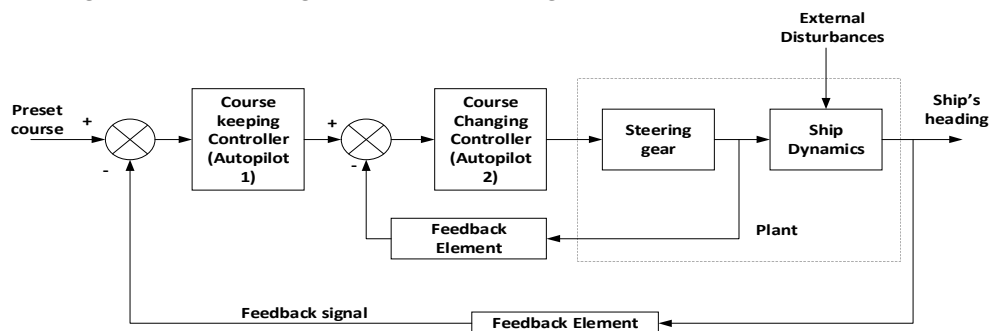 External
Disturbances
Preset
course
+
-
Course
keeping
Controller
(Autopilot
1)
+
-
Course
Changing
Controller
(Autopilot
2)
Steering
gear
Ship
Dynamics
Ship's
heading
Feedback
Element
Plant
Feedback signal
Feedback Element